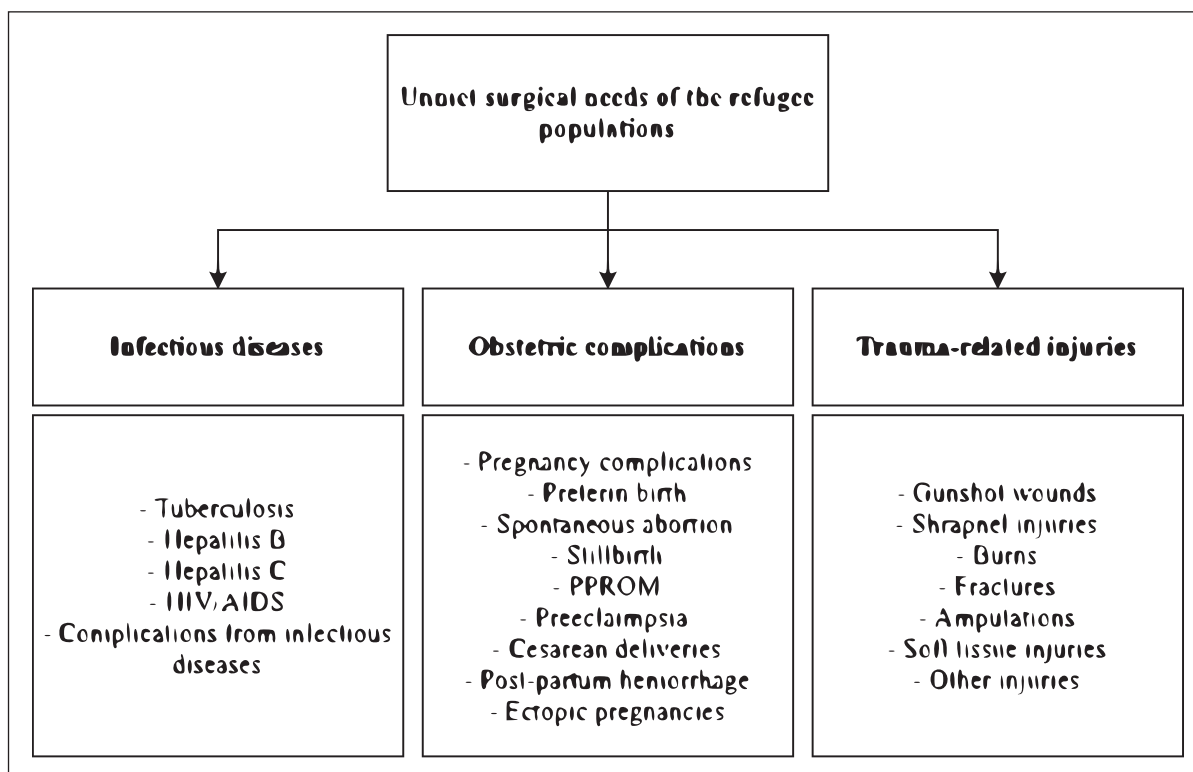 Unmet surgical needs of the refugee
populations
Infectious diseases
- Tuberculosis
- Hepatitis B
- Hepatitis C
- HIV/AIDS
- Complications from infectious
diseases
Obstetric complications
- Pregnancy complications
- Preterm birth
- Spontaneous abortion
- Stillbirth
- PPROM
- Preeclaimpsia
- Cesarean deliveries
- Post-partum hemorrhage
- Ectopic pregnancies
Trauma-related injuries
- Gunshot wounds
- Shrapnel injuries
- Burns
- Fractures
- Ampulations
- Soft tissue injuries
- Other injuries